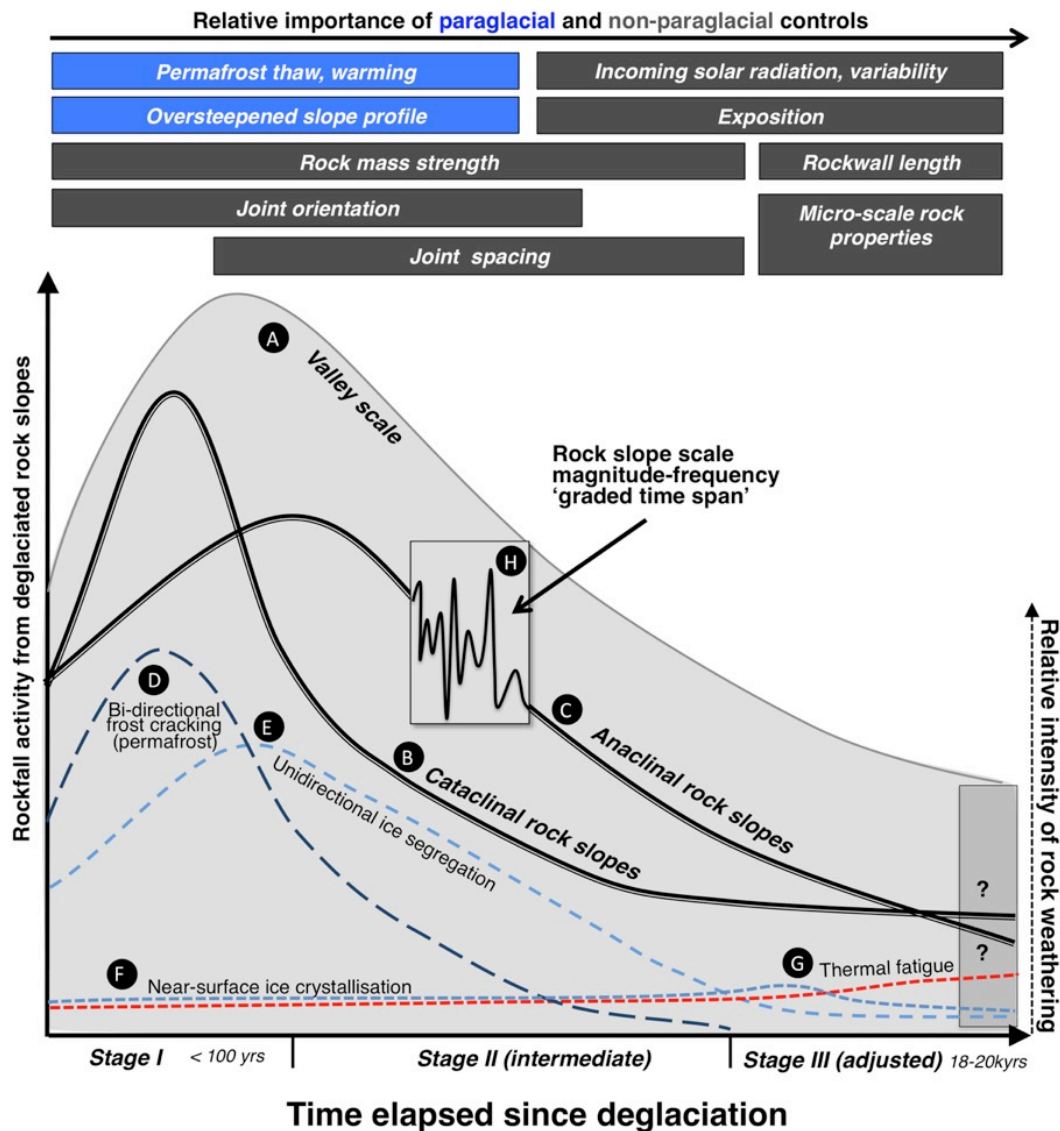 Relative importance of paraglacial and non-paraglacial controls
Permafrost thaw, warming
Incoming solar radiation, variability
Oversteepened slope profile
Exposition
Rock mass strength
Rockwall length
Joint orientation
Micro-scale rock
properties
Joint spacing
Rockfall activity from deglaciated rock slopes
A
Valley scale
Rock slope scale
magnitude-frequency
‘graded time span’
H
D
Bi-directional
frost cracking
(permafrost)
E
Unidirectional ice segregation
B
Cataclinal rock slopes
C
Anaclinal rock slopes
?
?
F
Near-surface ice crystallisation
G
Thermal fatigue
Relative intensity of rock weathering
Stage I < 100 yrs
Stage II (intermediate)
Stage III (adjusted) 18-20kyrs
Time elapsed since deglaciation